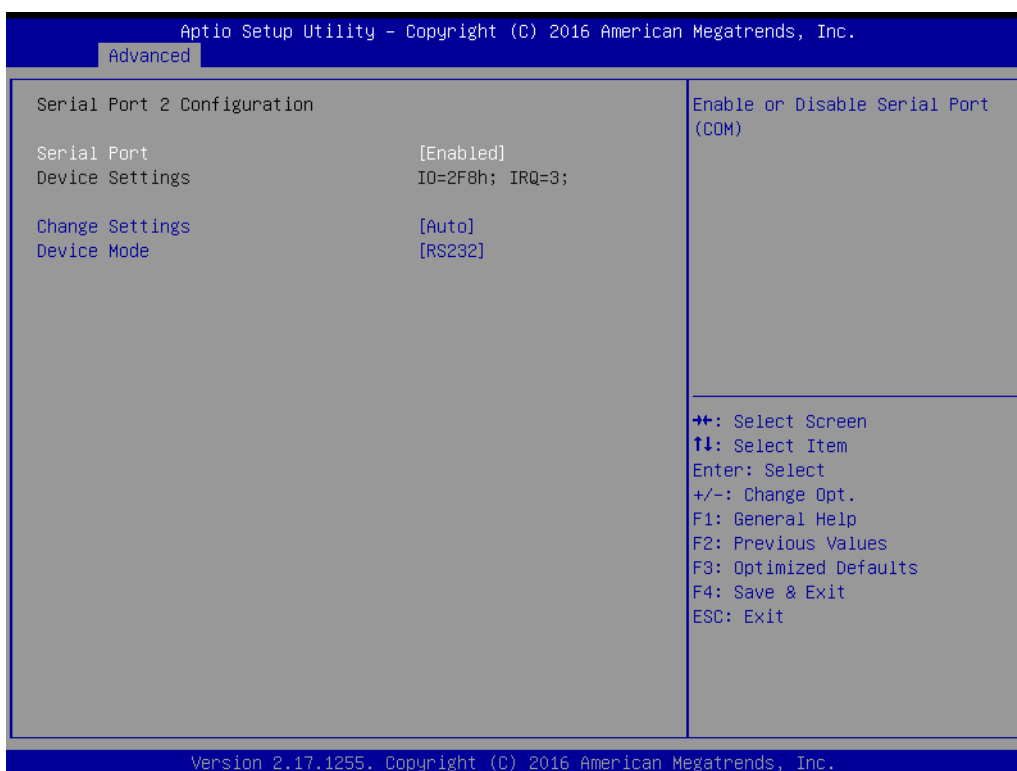 Aptio Setup Utility – Copyright (C) 2016 American Megatrends, Inc.
Advanced
Serial Port 2 Configuration
Serial Port [Enabled]
Device Settings IO=2F8h; IRQ=3;
Change Settings [Auto]
Device Mode [RS232]
Enable or Disable Serial Port
(COM)
→←: Select Screen
↑↓: Select Item
Enter: Select
+/-: Change Opt.
F1: General Help
F2: Previous Values
F3: Optimized Defaults
F4: Save & Exit
ESC: Exit
Version 2.17.1255. Copyright (C) 2016 American Megatrends, Inc.